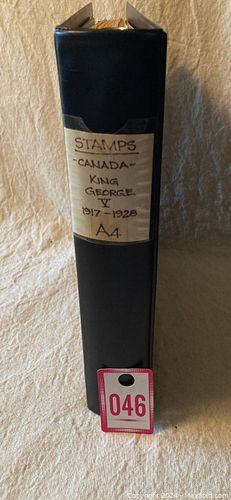 STAMPS
-CANADA-
KING
GEORGE
V
1917-1928
A4
046